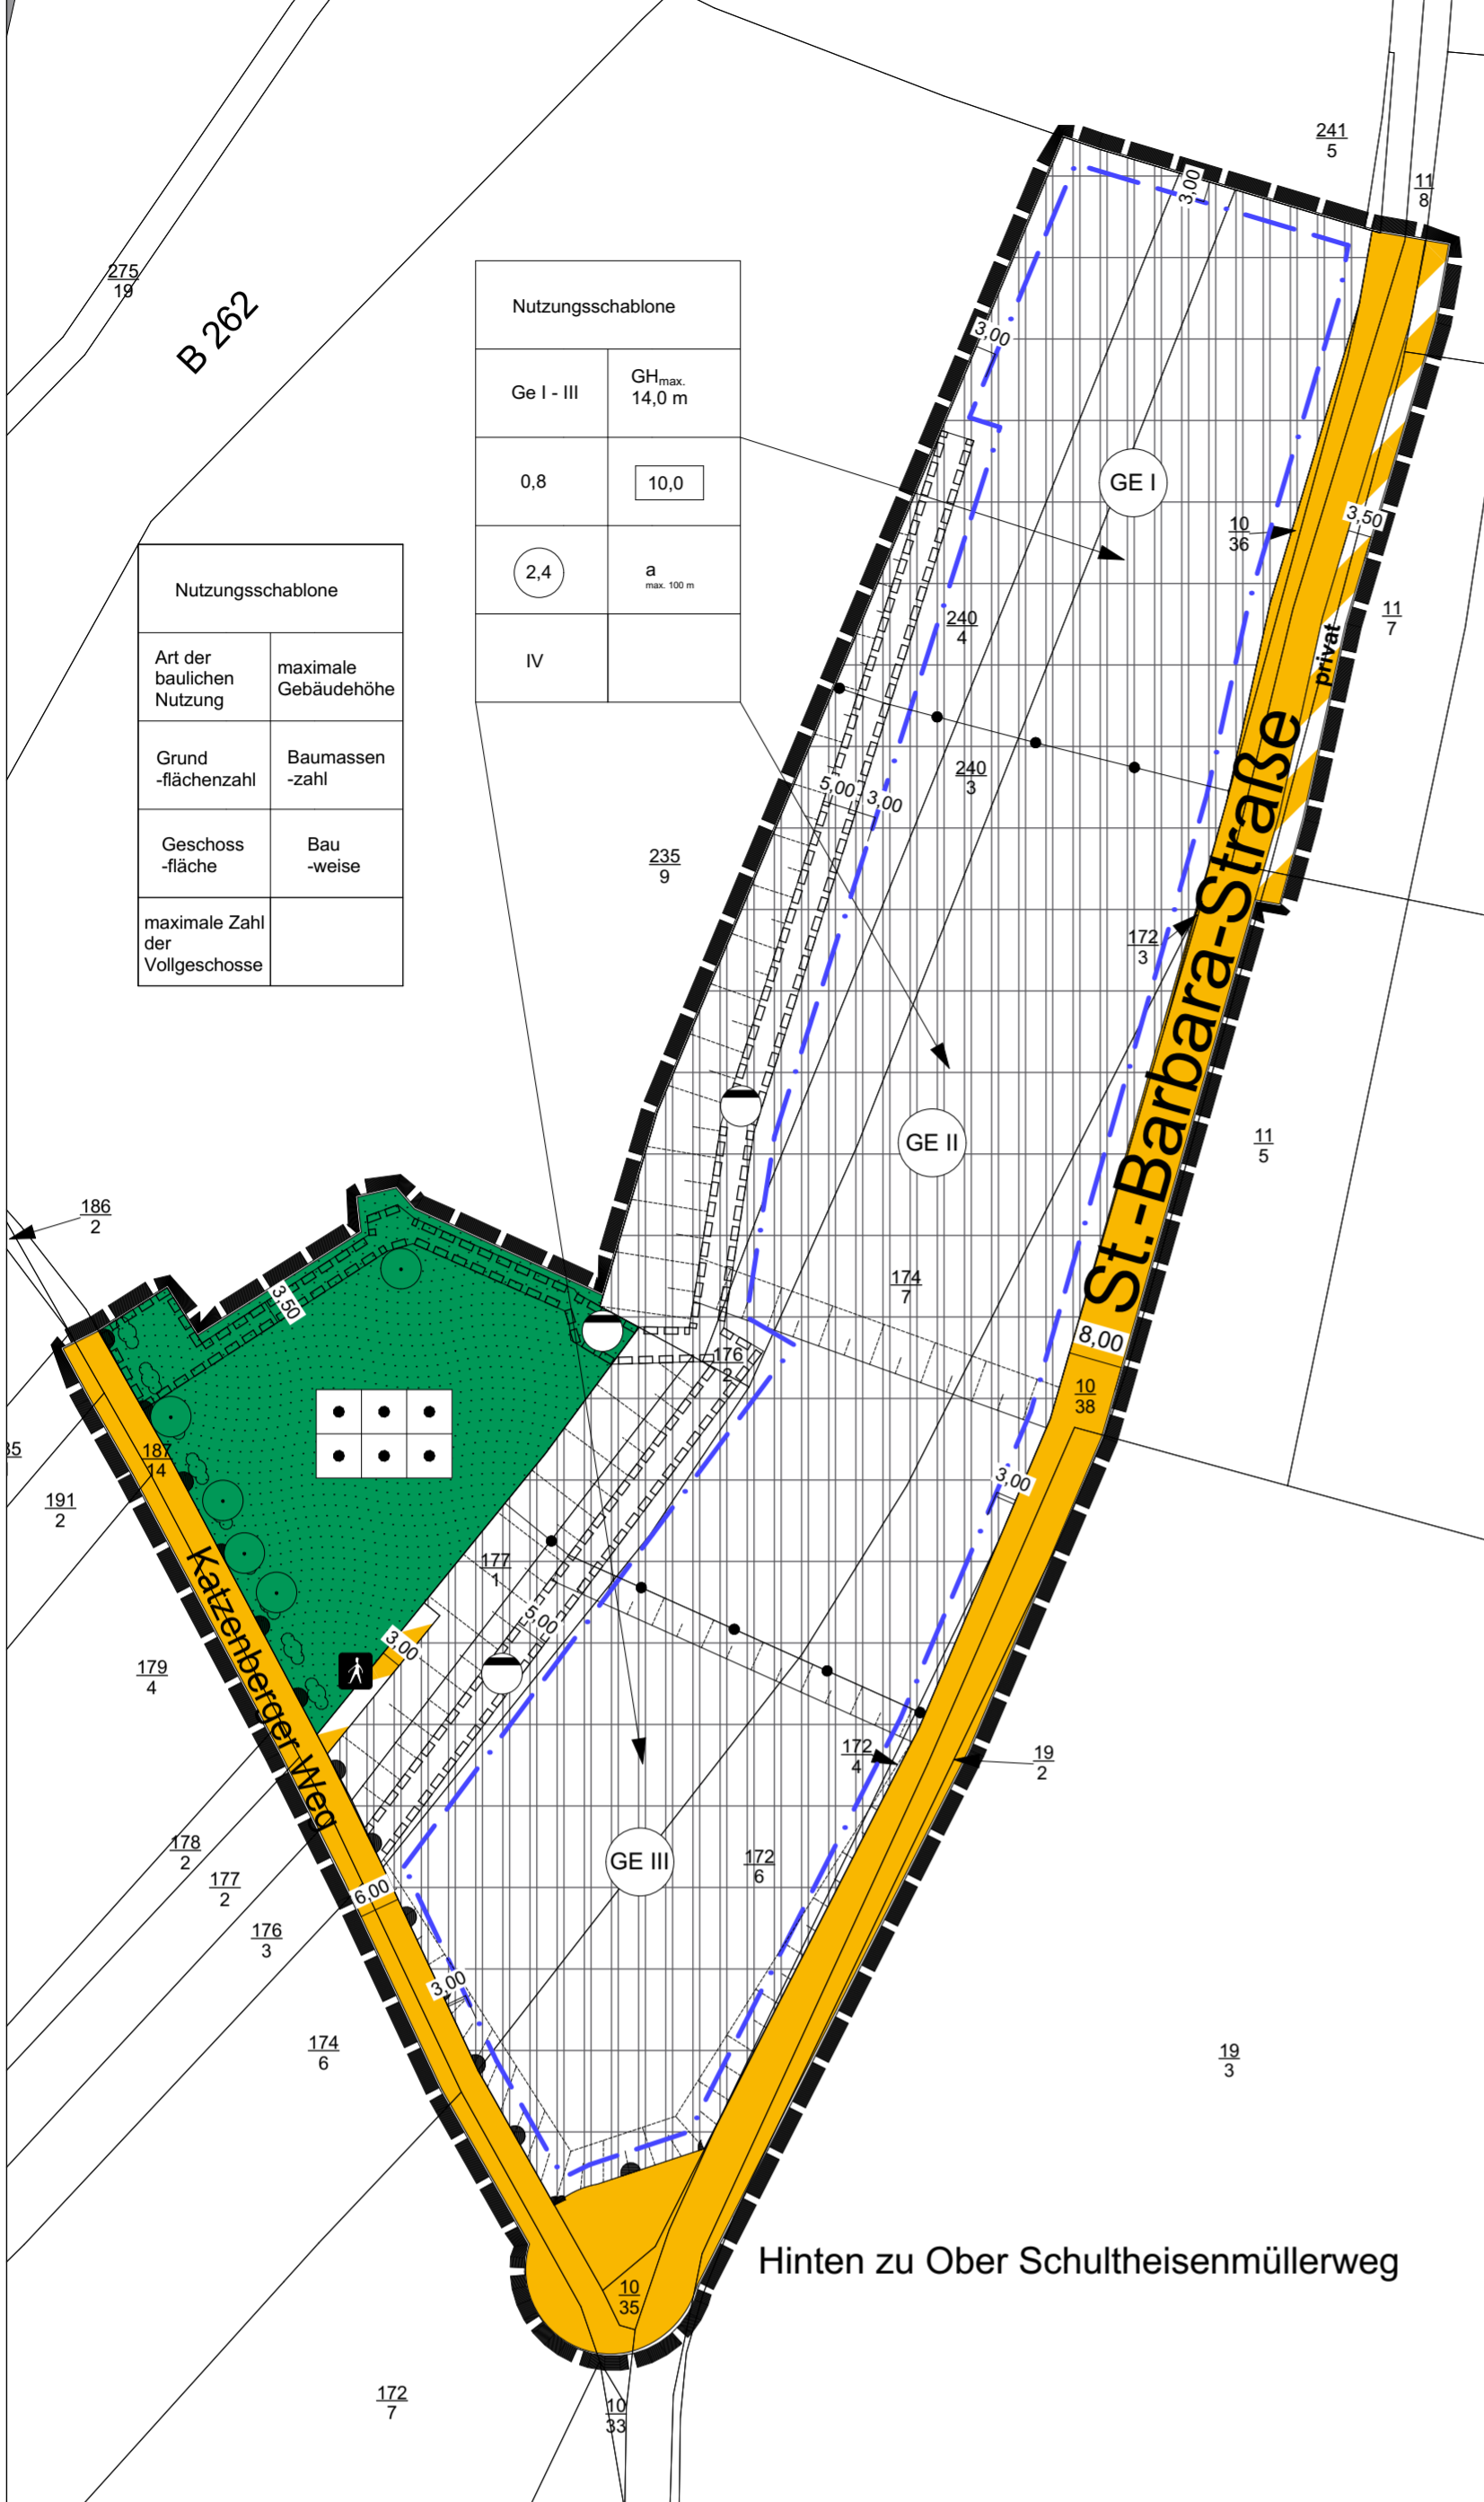 241
5
11
8
3,00
275
19
B 262
Nutzungsschablone
Ge I - III
GHmax.
14,0 m
0,8
10,0
2,4
a
max. 100 m
IV
3,00
GE I
10
36
3,50
Nutzungsschablone
Art der
baulichen
Nutzung
maximale
Gebäudehöhe
Grund
-flächenzahl
Baumassen
-zahl
Geschoss
-fläche
Bau
-weise
maximale Zahl
der
Vollgeschosse
240
4
11
7
privat
240
3
5,00
3,00
235
9
172
3
St.-Barbara-Straße
GE II
11
5
186
2
174
7
3,50
8,00
176
2
10
38
187
14
35
191
2
3,00
177
1
5,00
Katzenberger Weg
3,00
179
4
172
4
19
2
178
2
GE III
172
6
177
2
6,00
176
3
3,00
174
6
19
3
Hinten zu Ober Schultheisenmüllerweg
10
35
172
7
10
33